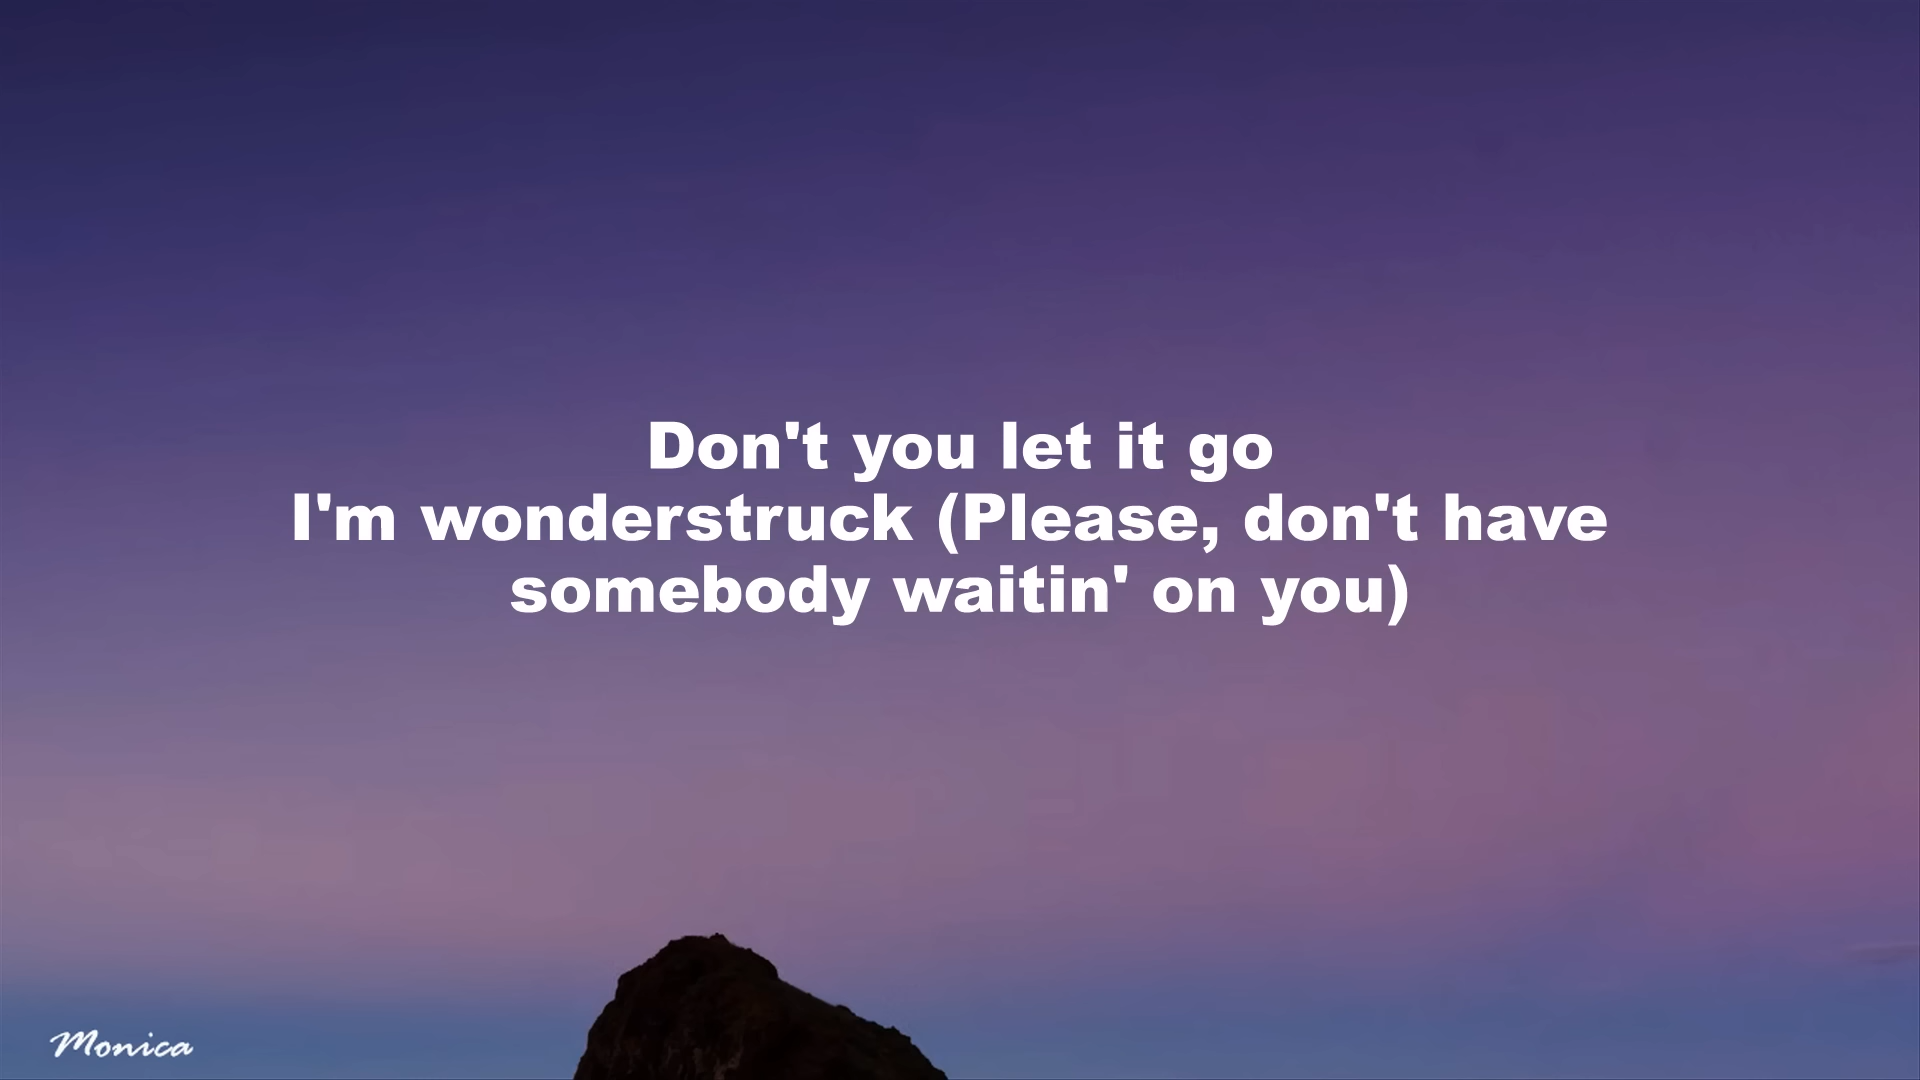 Don't you let it go
I'm wonderstruck (Please, don't have
somebody waitin' on you)
Monica